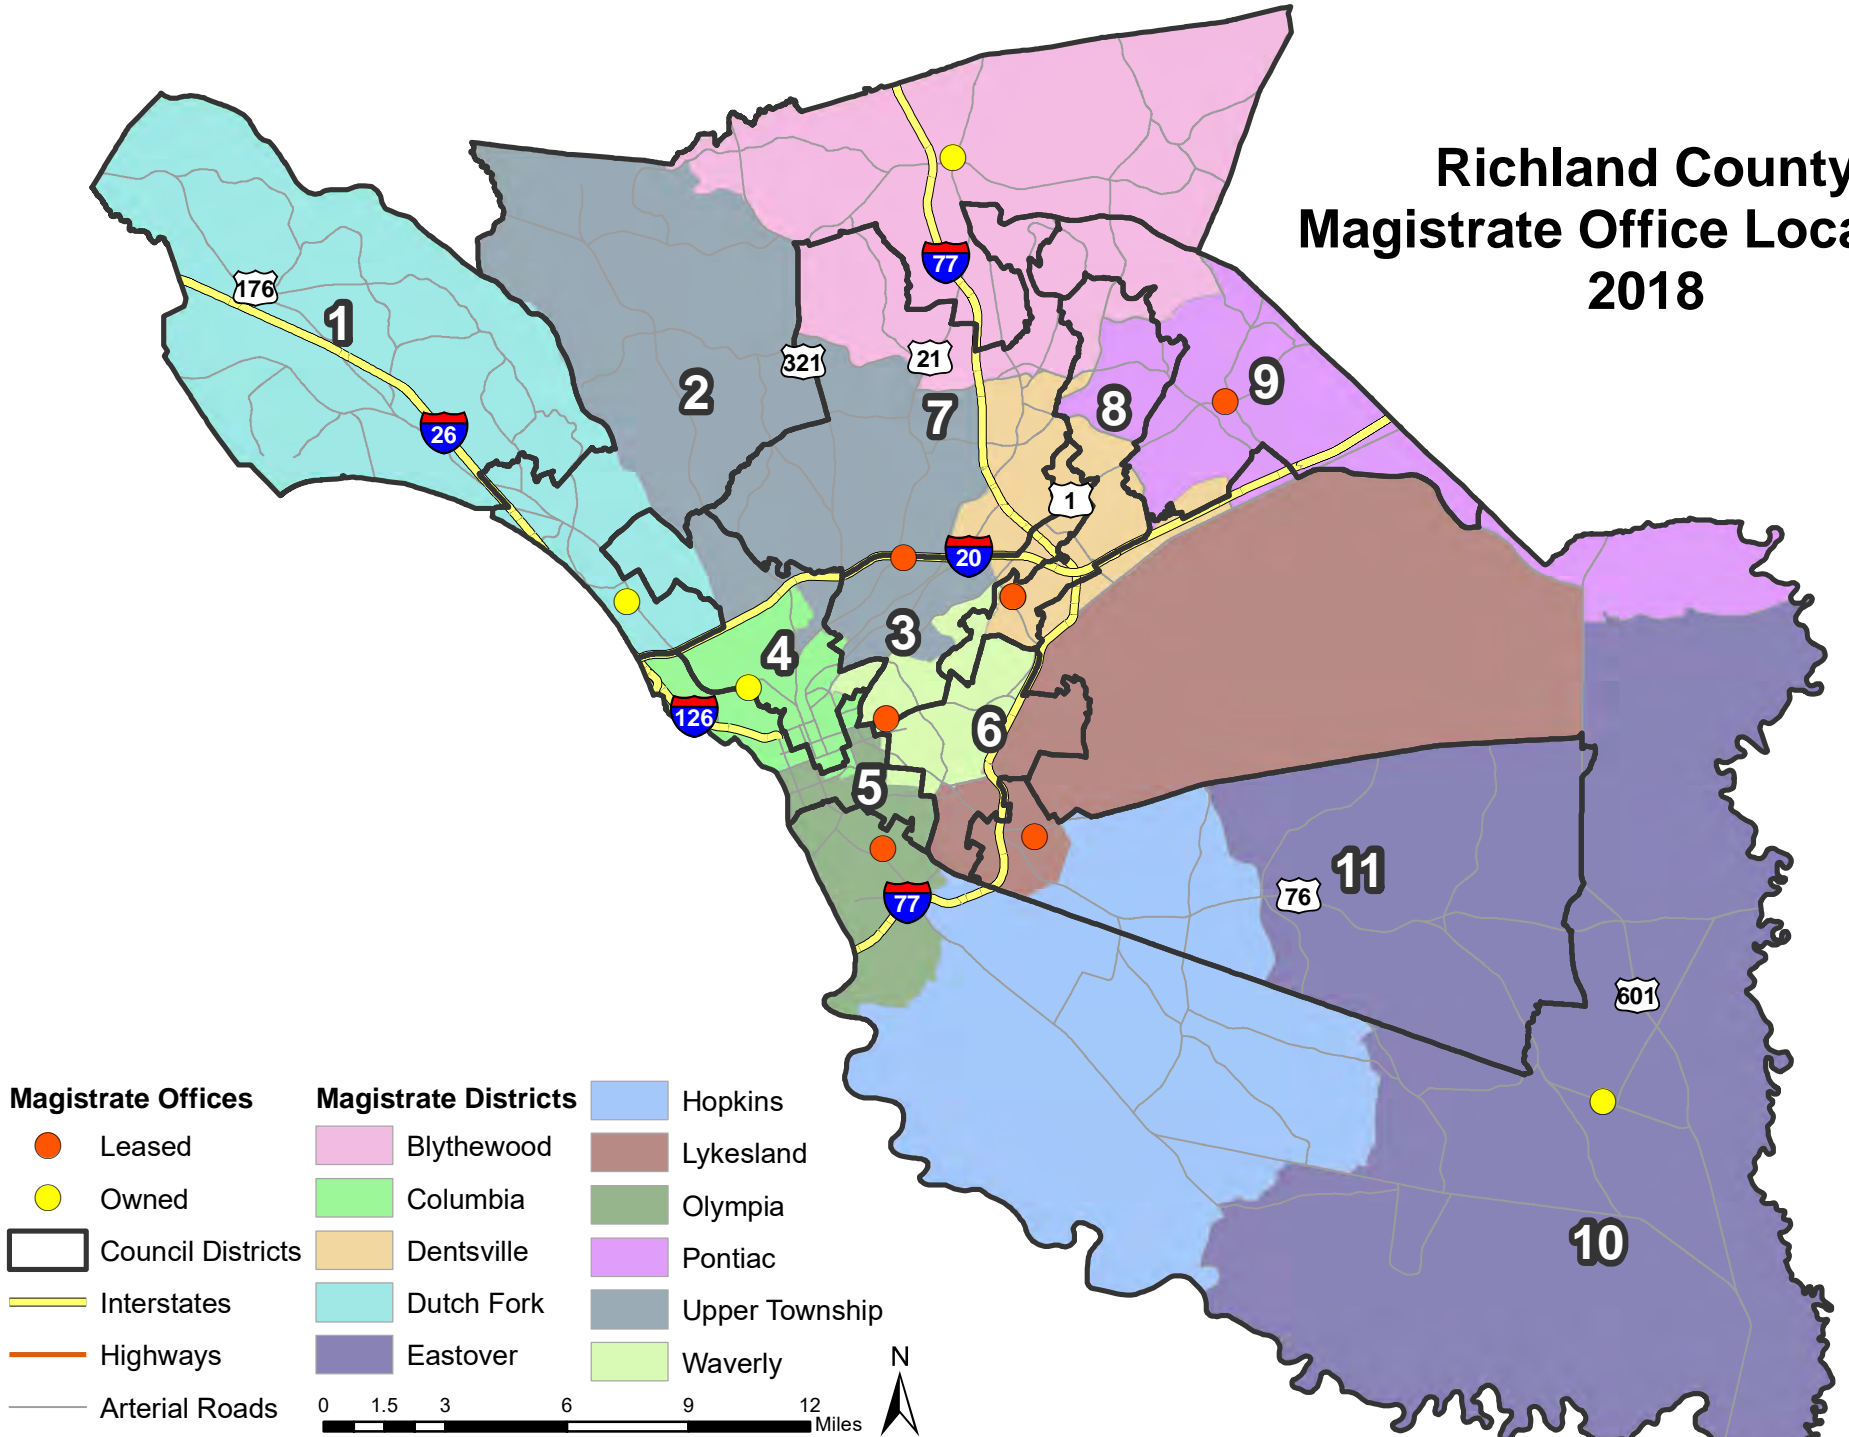 Richland County
Magistrate Office Loca
2018
77
176
1
321
21
2
7
8
9
26
1
20
3
4
126
6
5
77
11
76
601
10
Magistrate Offices
Leased
Owned
Council Districts
Interstates
Highways
Arterial Roads
Magistrate Districts
Blythewood
Columbia
Dentsville
Dutch Fork
Eastover
Hopkins
Lykesland
Olympia
Pontiac
Upper Township
Waverly
0 1.5 3 6 9 12
Miles
N